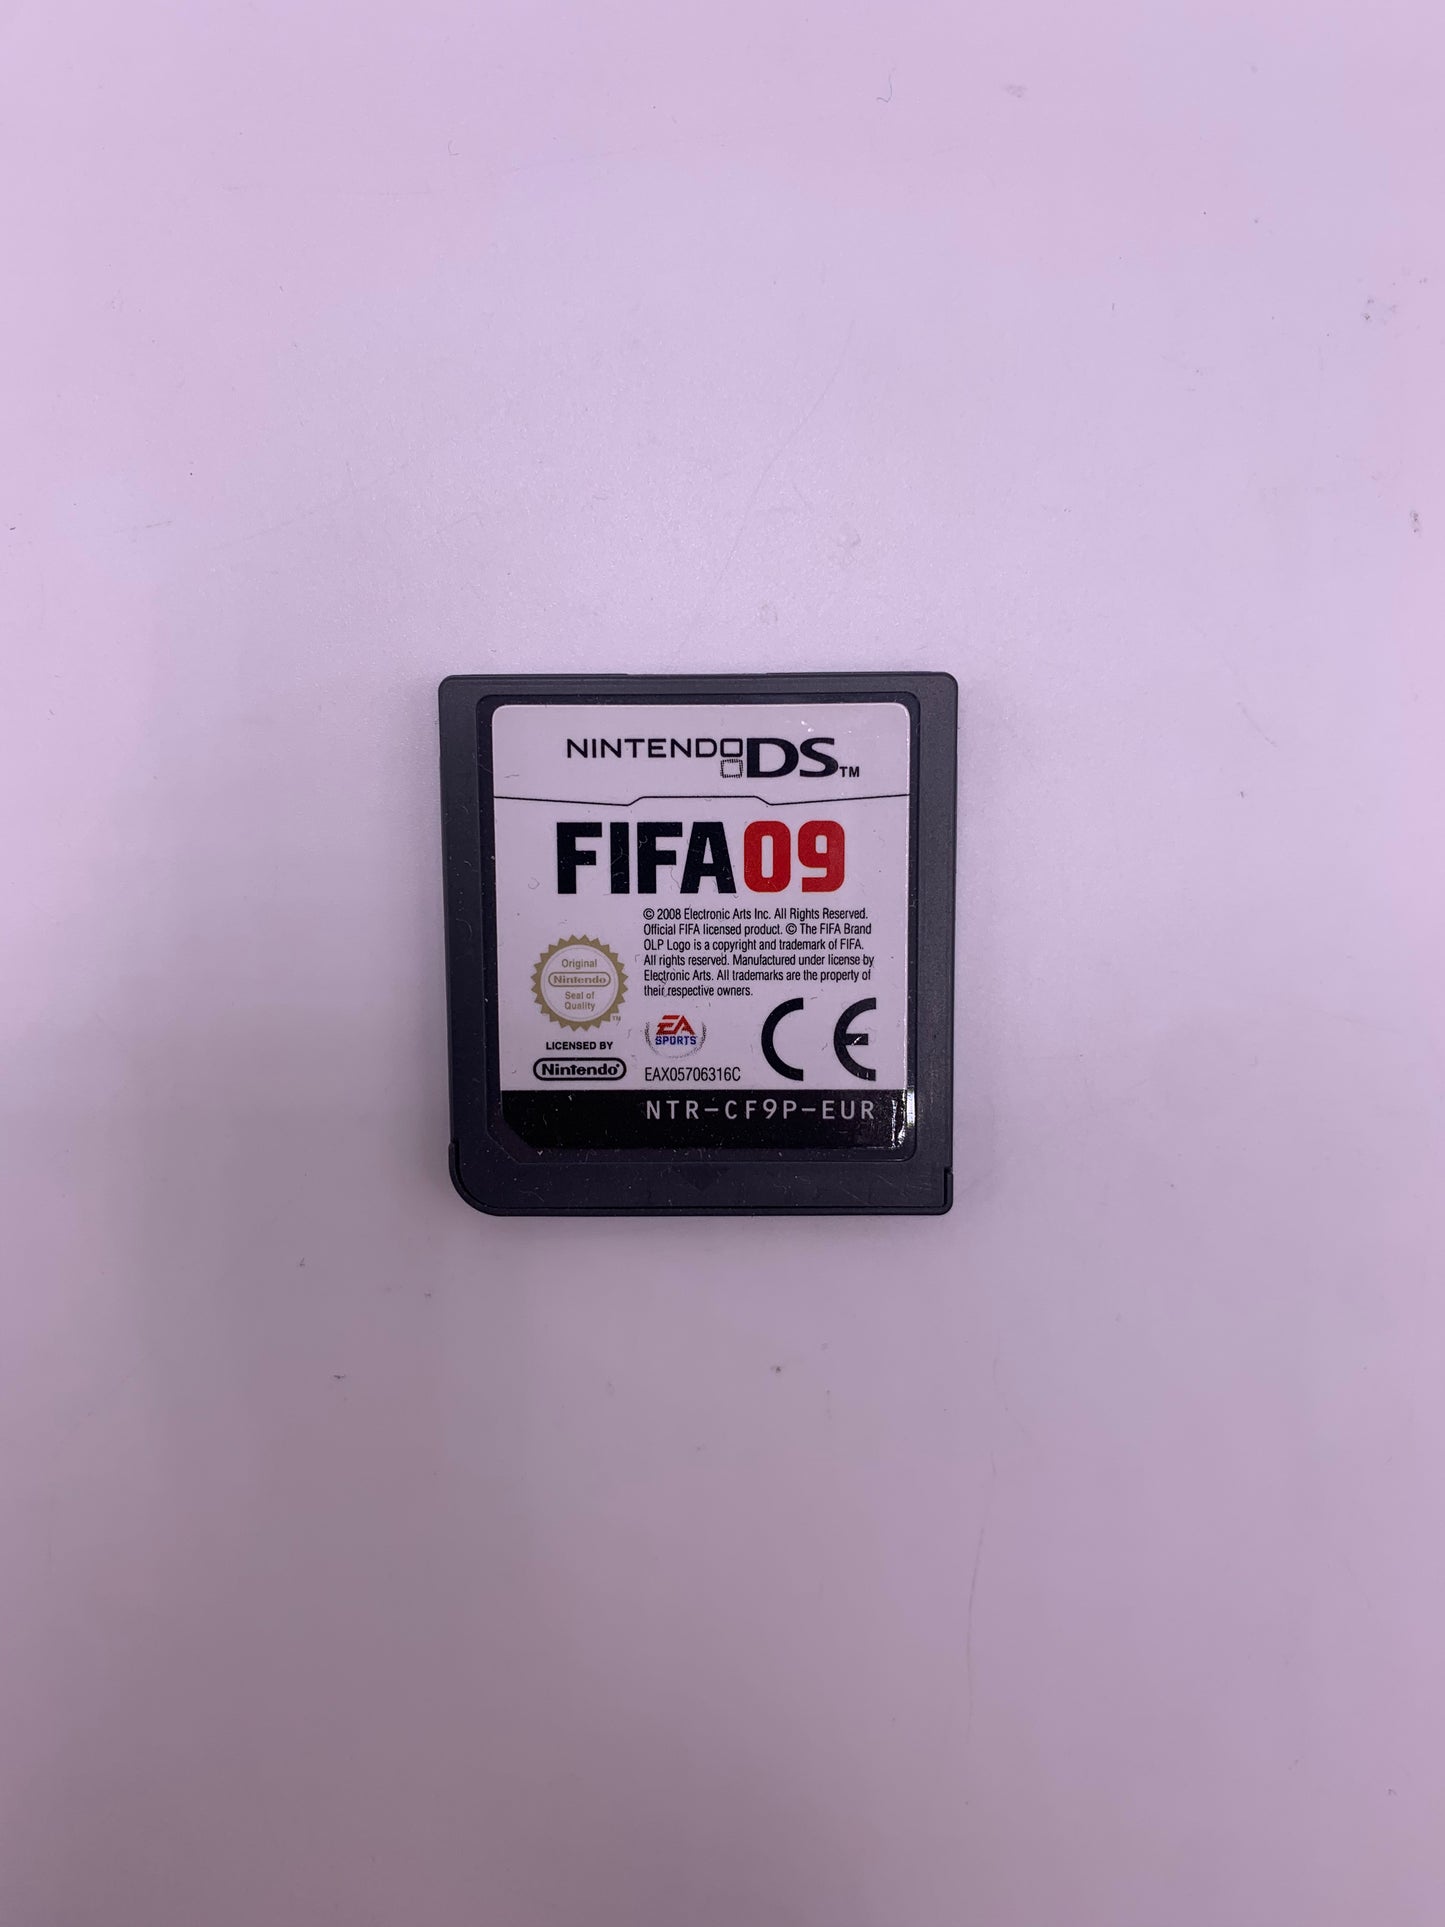 NINTENDO DS™
FIFA 09
© 2008 Electronic Arts Inc. All Rights Reserved.
Official FIFA licensed product. © The FIFA Brand
OLP Logo is a copyright and trademark of FIFA.
All rights reserved. Manufactured under license by
Electronic Arts. All trademarks are the property of
their respective owners.
Original
Nintendo
Seal of
Quality
TM
LICENSED BY
Nintendo
EA
SPORTS
EAX05706316C
CE
NTR-CF9P-EUR